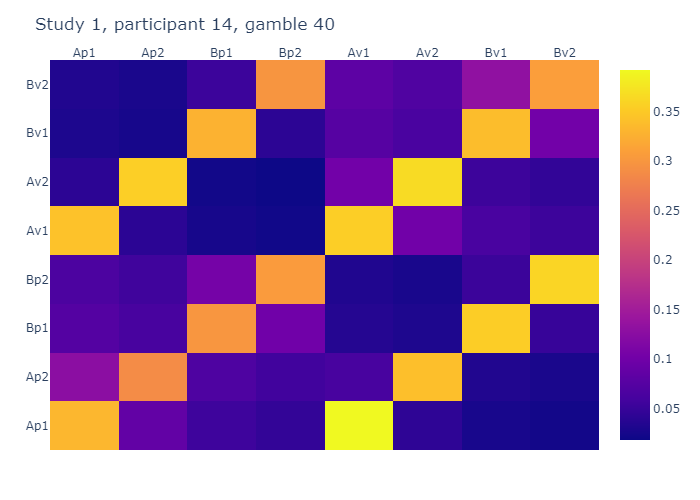 Study 1, participant 14, gamble 40
Ap1 Ap2 Bp1 Bp2 Av1 Av2 Bv1 Bv2
Bv2
Bv1
Av2
Av1
Bp2
Bp1
Ap2
Ap1
0.35
0.3
0.25
0.2
0.15
0.1
0.05